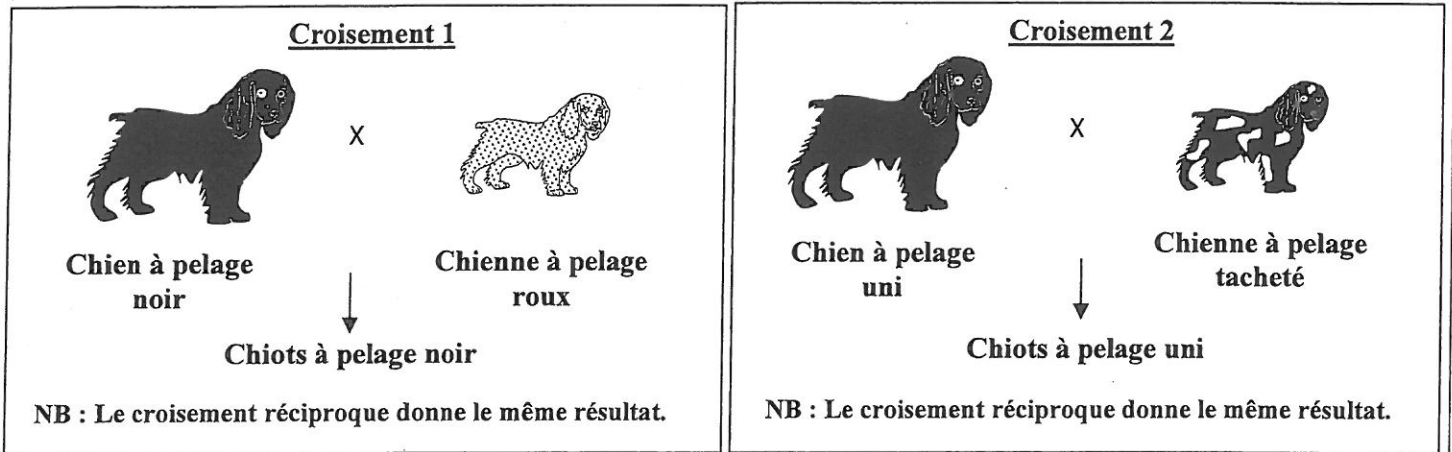 Croisement 1
X
Chien à pelage
noir
Chienne à pelage
roux
Chiots à pelage noir
NB : Le croisement réciproque donne le même résultat.
Croisement 2
X
Chien à pelage
uni
Chienne à pelage
tacheté
Chiots à pelage uni
NB : Le croisement réciproque donne le même résultat.